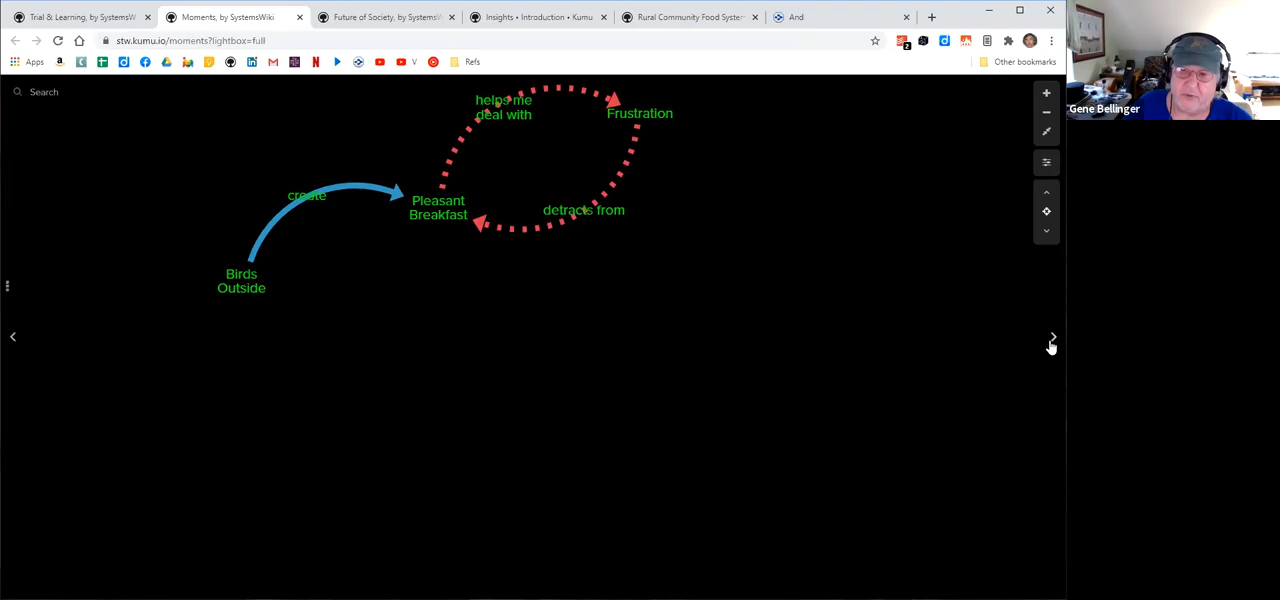 Trial & Learning, by SystemsW
Moments, by SystemsWiki
Future of Society, by SystemsW
Insights • Introduction • Kumu
Rural Community Food System
And
stw.kumu.io/moments?lightbox=full
2
Apps
V
Refs
Other bookmarks
Gene Bellinger
Search
helps me
deal with
Frustration
create
Pleasant
Breakfast
detracts from
Birds
Outside